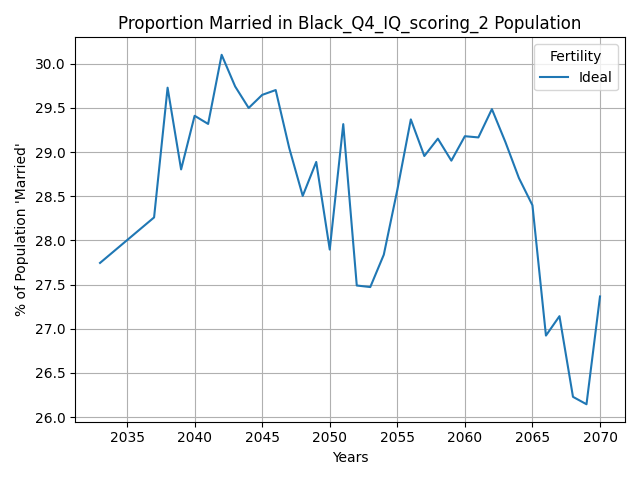 Proportion Married in Black_Q4_IQ_scoring_2 Population
Fertility
Ideal
% of Population 'Married'
30.0
29.5
29.0
28.5
28.0
27.5
27.0
26.5
26.0
2035 2040 2045 2050 2055 2060 2065 2070
Years